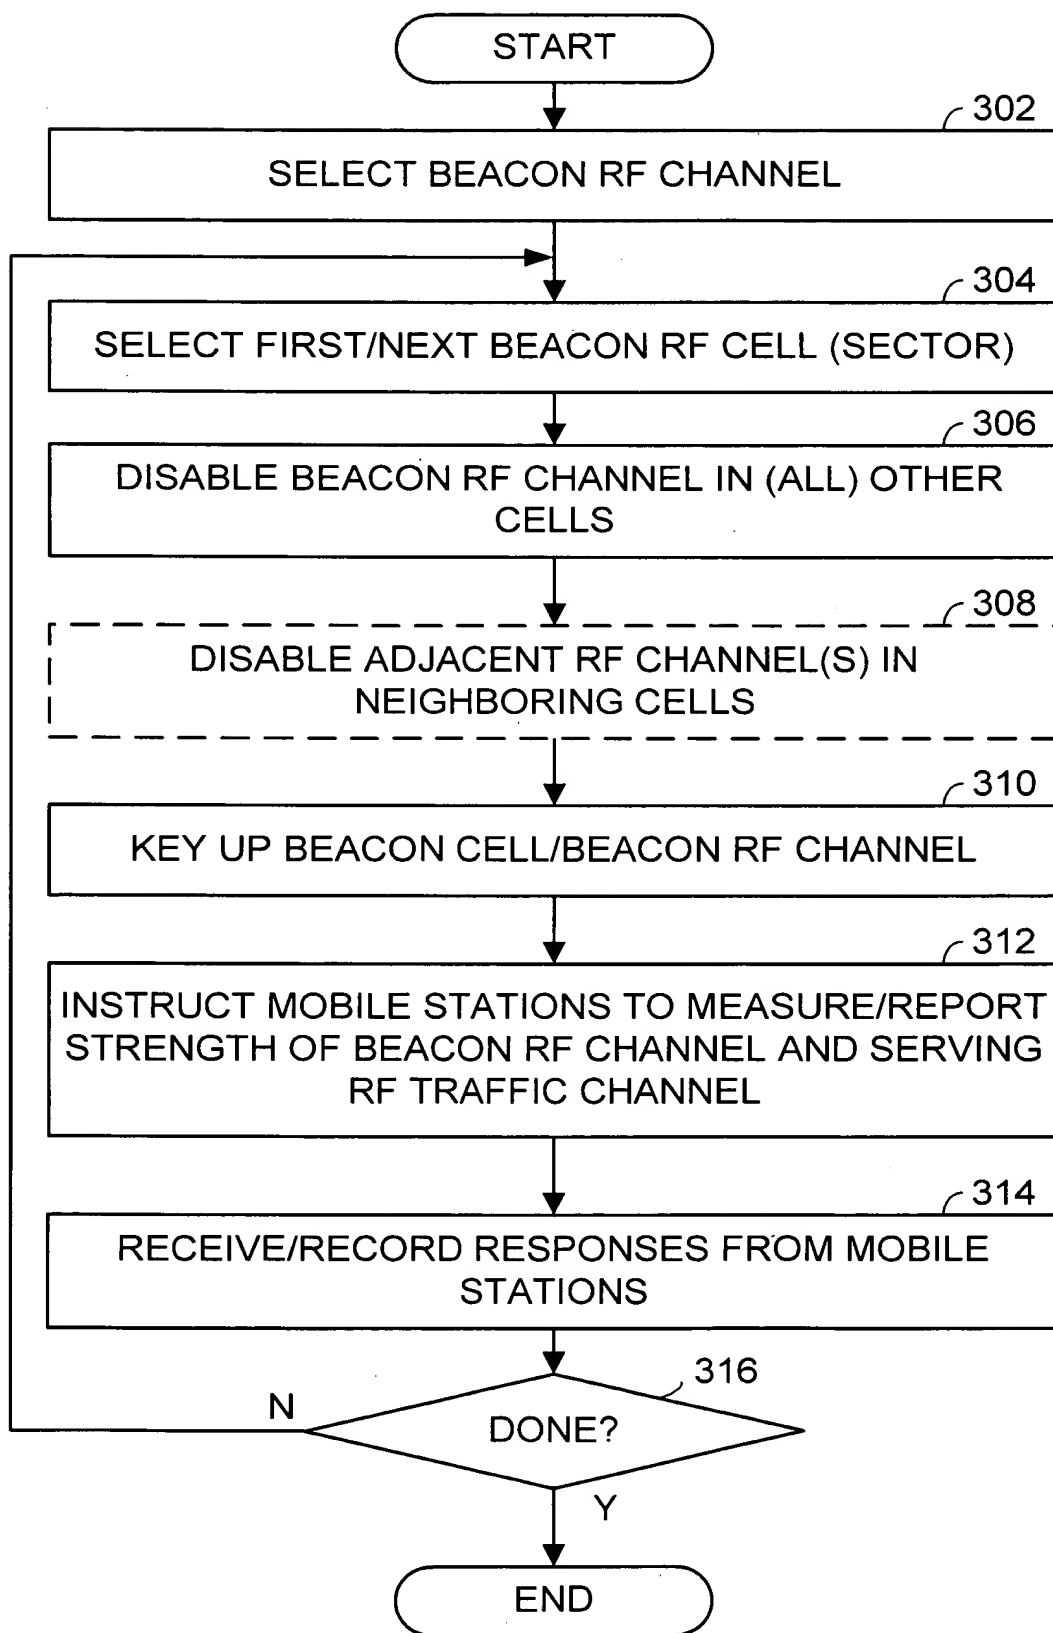 START
302
SELECT BEACON RF CHANNEL
304
SELECT FIRST/NEXT BEACON RF CELL (SECTOR)
306
DISABLE BEACON RF CHANNEL IN (ALL) OTHER
CELLS
308
DISABLE ADJACENT RF CHANNEL(S) IN
NEIGHBORING CELLS
310
KEY UP BEACON CELL/BEACON RF CHANNEL
312
INSTRUCT MOBILE STATIONS TO MEASURE/REPORT
STRENGTH OF BEACON RF CHANNEL AND SERVING
RF TRAFFIC CHANNEL
314
RECEIVE/RECORD RESPONSES FROM MOBILE
STATIONS
316
N
DONE?
Y
END